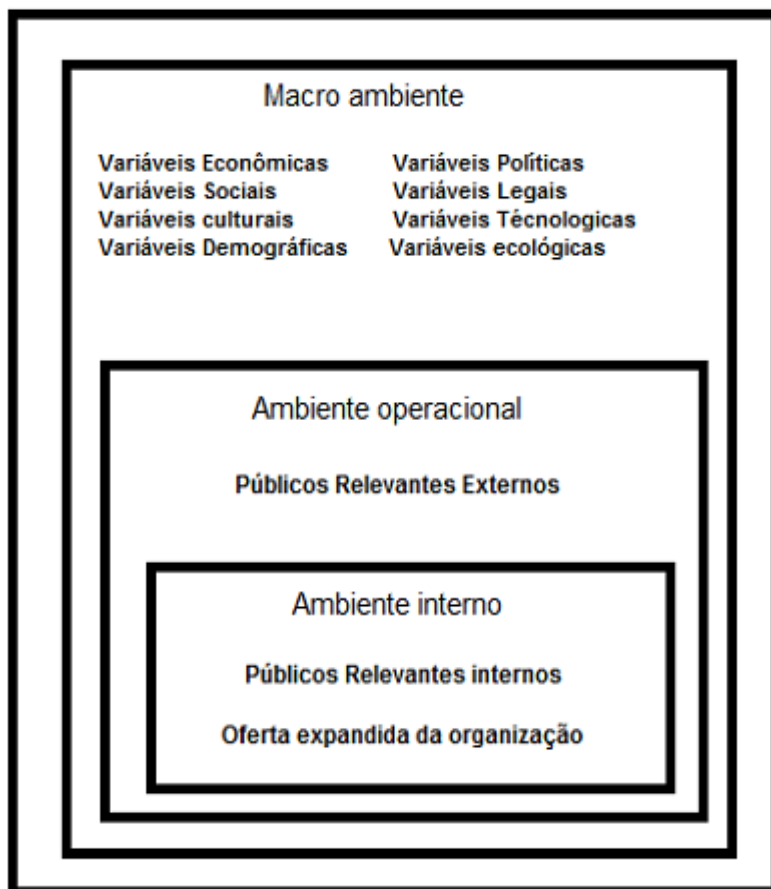 Macro ambiente
Variáveis Econômicas Variáveis Políticas
Variáveis Sociais Variáveis Legais
Variáveis culturais Variáveis Técnologicas
Variáveis Demográficas Variáveis ecológicas
Ambiente operacional
Públicos Relevantes Externos
Ambiente interno
Públicos Relevantes internos
Oferta expandida da organização